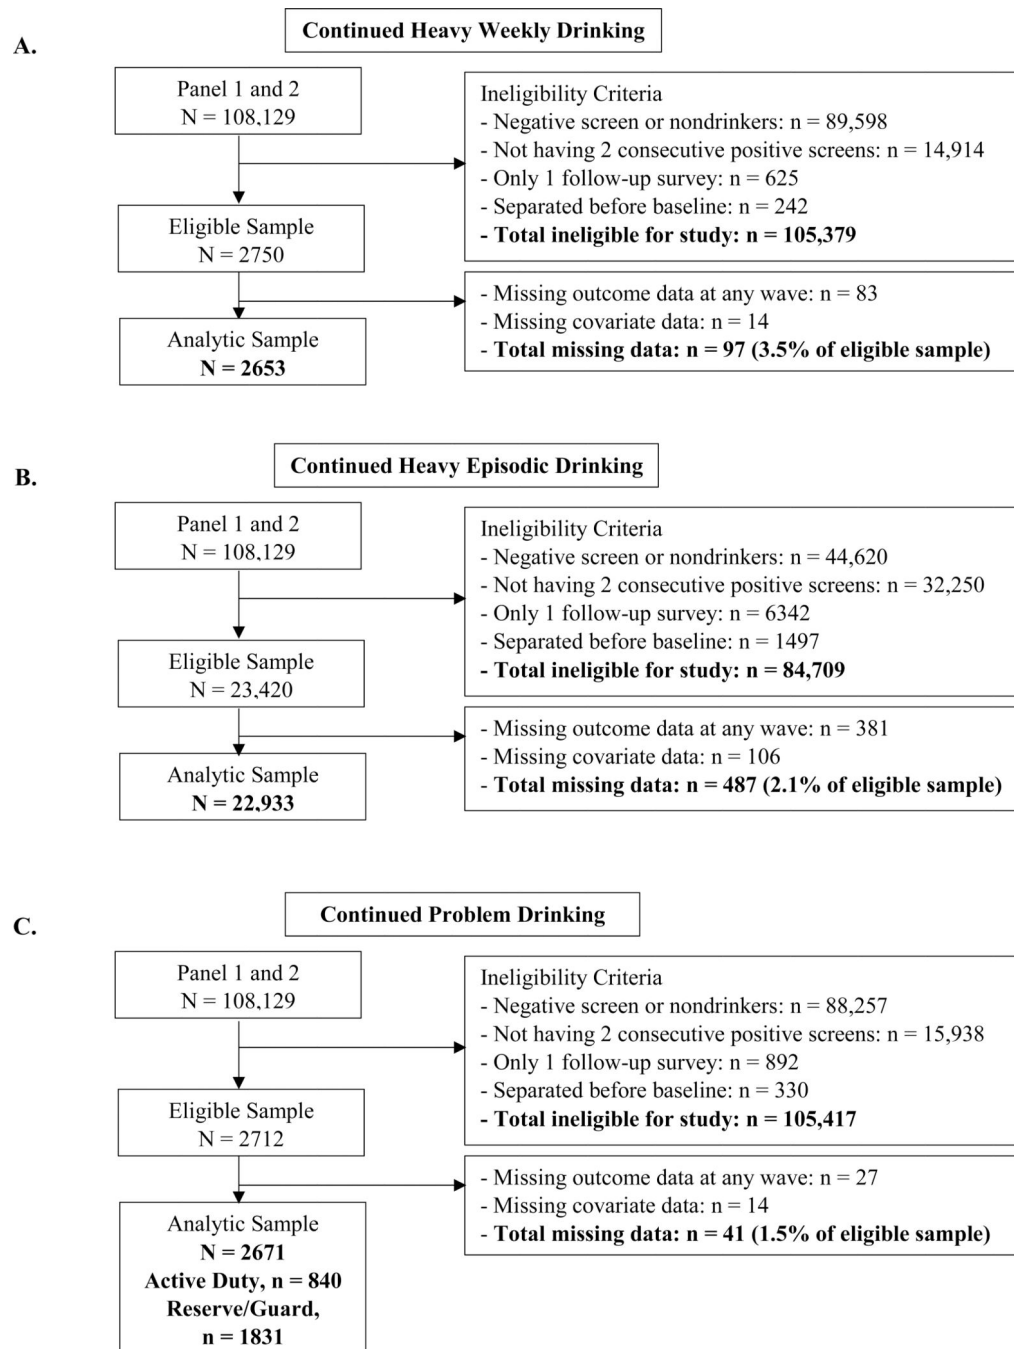 A.
Continued Heavy Weekly Drinking
Panel 1 and 2
N = 108,129
Ineligibility Criteria
- Negative screen or nondrinkers: n = 89,598
- Not having 2 consecutive positive screens: n = 14,914
- Only 1 follow-up survey: n = 625
- Separated before baseline: n = 242
- Total ineligible for study: n = 105,379
Eligible Sample
N = 2750
- Missing outcome data at any wave: n = 83
- Missing covariate data: n = 14
- Total missing data: n = 97 (3.5% of eligible sample)
Analytic Sample
N = 2653
B.
Continued Heavy Episodic Drinking
Panel 1 and 2
N = 108,129
Ineligibility Criteria
- Negative screen or nondrinkers: n = 44,620
- Not having 2 consecutive positive screens: n = 32,250
- Only 1 follow-up survey: n = 6342
- Separated before baseline: n = 1497
- Total ineligible for study: n = 84,709
Eligible Sample
N = 23,420
- Missing outcome data at any wave: n = 381
- Missing covariate data: n = 106
- Total missing data: n = 487 (2.1% of eligible sample)
Analytic Sample
N = 22,933
C.
Continued Problem Drinking
Panel 1 and 2
N = 108,129
Ineligibility Criteria
- Negative screen or nondrinkers: n = 88,257
- Not having 2 consecutive positive screens: n = 15,938
- Only 1 follow-up survey: n = 892
- Separated before baseline: n = 330
- Total ineligible for study: n = 105,417
Eligible Sample
N = 2712
- Missing outcome data at any wave: n = 27
- Missing covariate data: n = 14
- Total missing data: n = 41 (1.5% of eligible sample)
Analytic Sample
N = 2671
Active Duty, n = 840
Reserve/Guard,
n = 1831